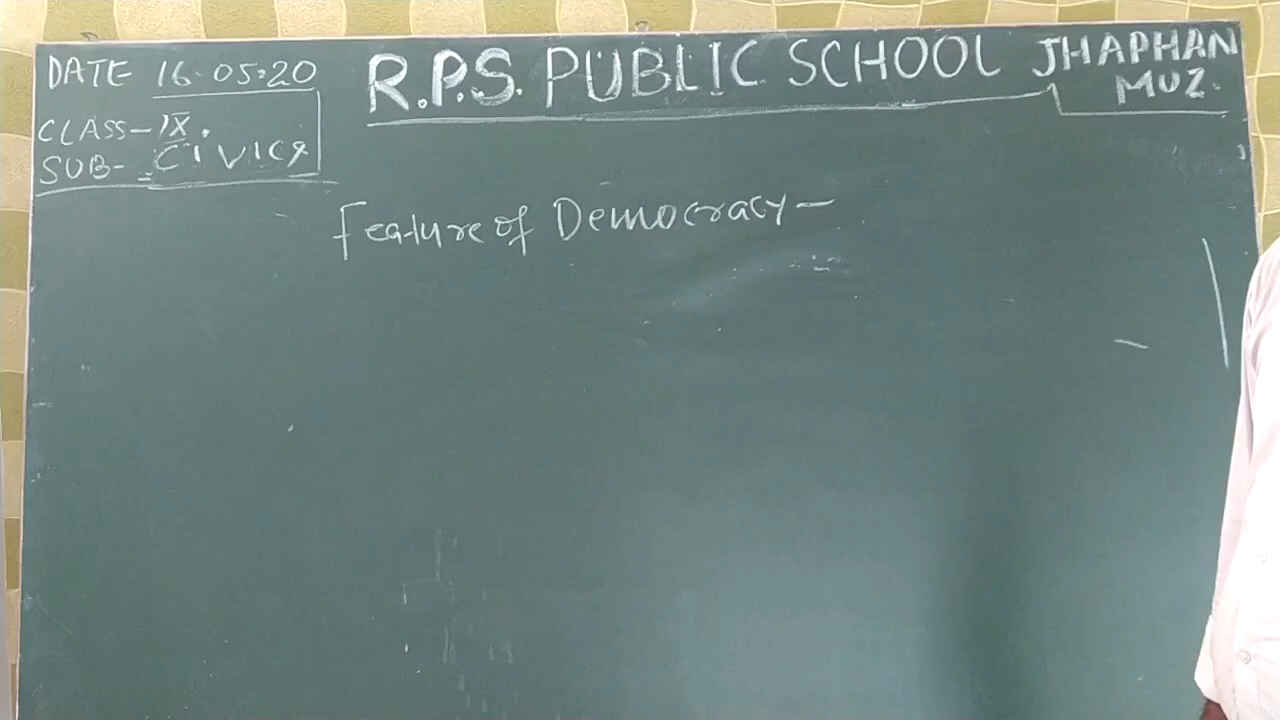 DATE 16.05.20
R.P.S. PUBLIC SCHOOL JHAPHAN
MUZ.
CLASS-IX.
SUB- CIVICS
Feature of Democracy-